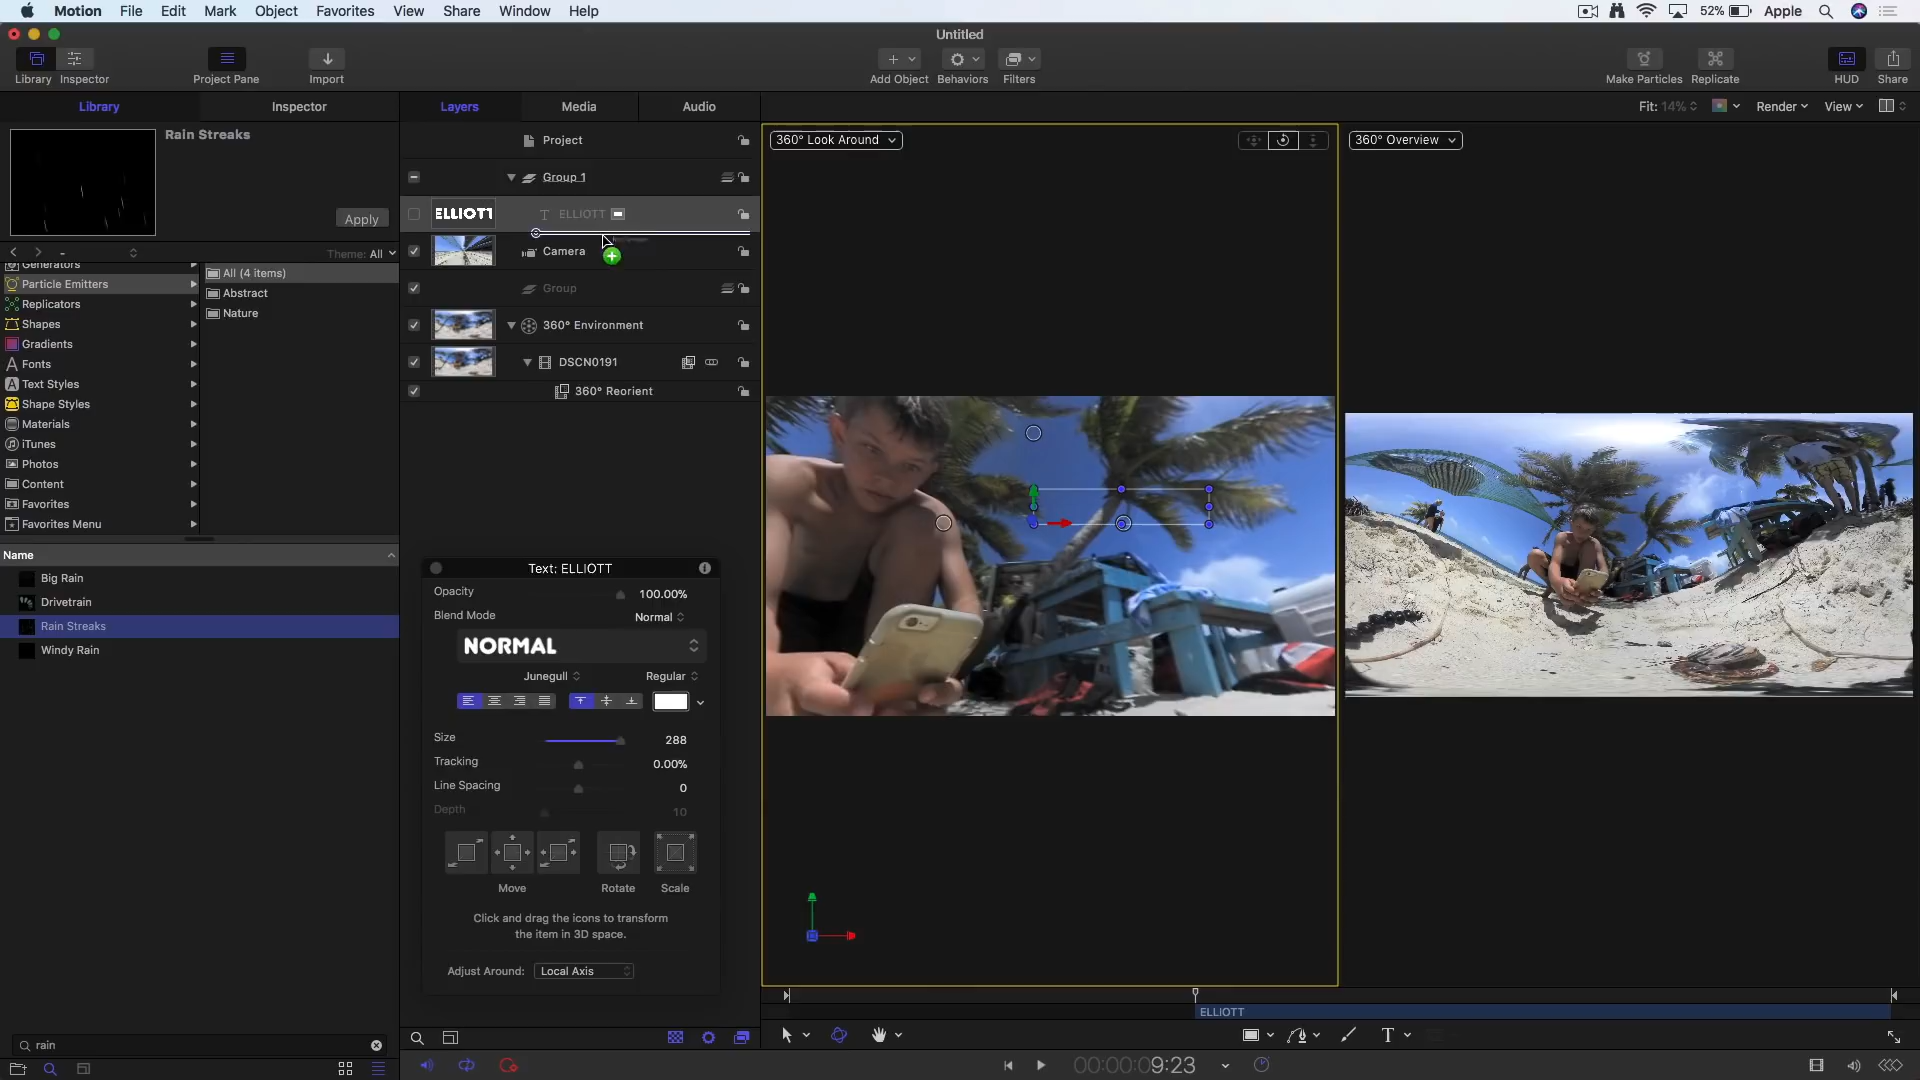 Motion File Edit Mark Object Favorites View Share Window Help 52% Apple
Untitled
Library Inspector Project Pane Import Add Object Behaviors Filters Make Particles Replicate HUD Share
Library Inspector Layers Media Audio Fit: 14% Render View
Rain Streaks
Apply
Theme: All
Generators
Particle Emitters
Replicators
Shapes
Gradients
Fonts
Text Styles
Shape Styles
Materials
iTunes
Photos
Content
Favorites
Favorites Menu
All (4 items)
Abstract
Nature
Name
Big Rain
Drivetrain
Rain Streaks
Windy Rain
rain
Project
Group 1
ELLIOTT T ELLIOTT
Camera
Group
360° Environment
DSCN0191
360° Reorient
Text: ELLIOTT
Opacity 100.00%
Blend Mode Normal
NORMAL
Junegull Regular
Size 288
Tracking 0.00%
Line Spacing 0
Depth 10
Move Rotate Scale
Click and drag the icons to transform
the item in 3D space.
Adjust Around: Local Axis
360° Look Around
360° Overview
ELLIOTT
T
00:00:09:23